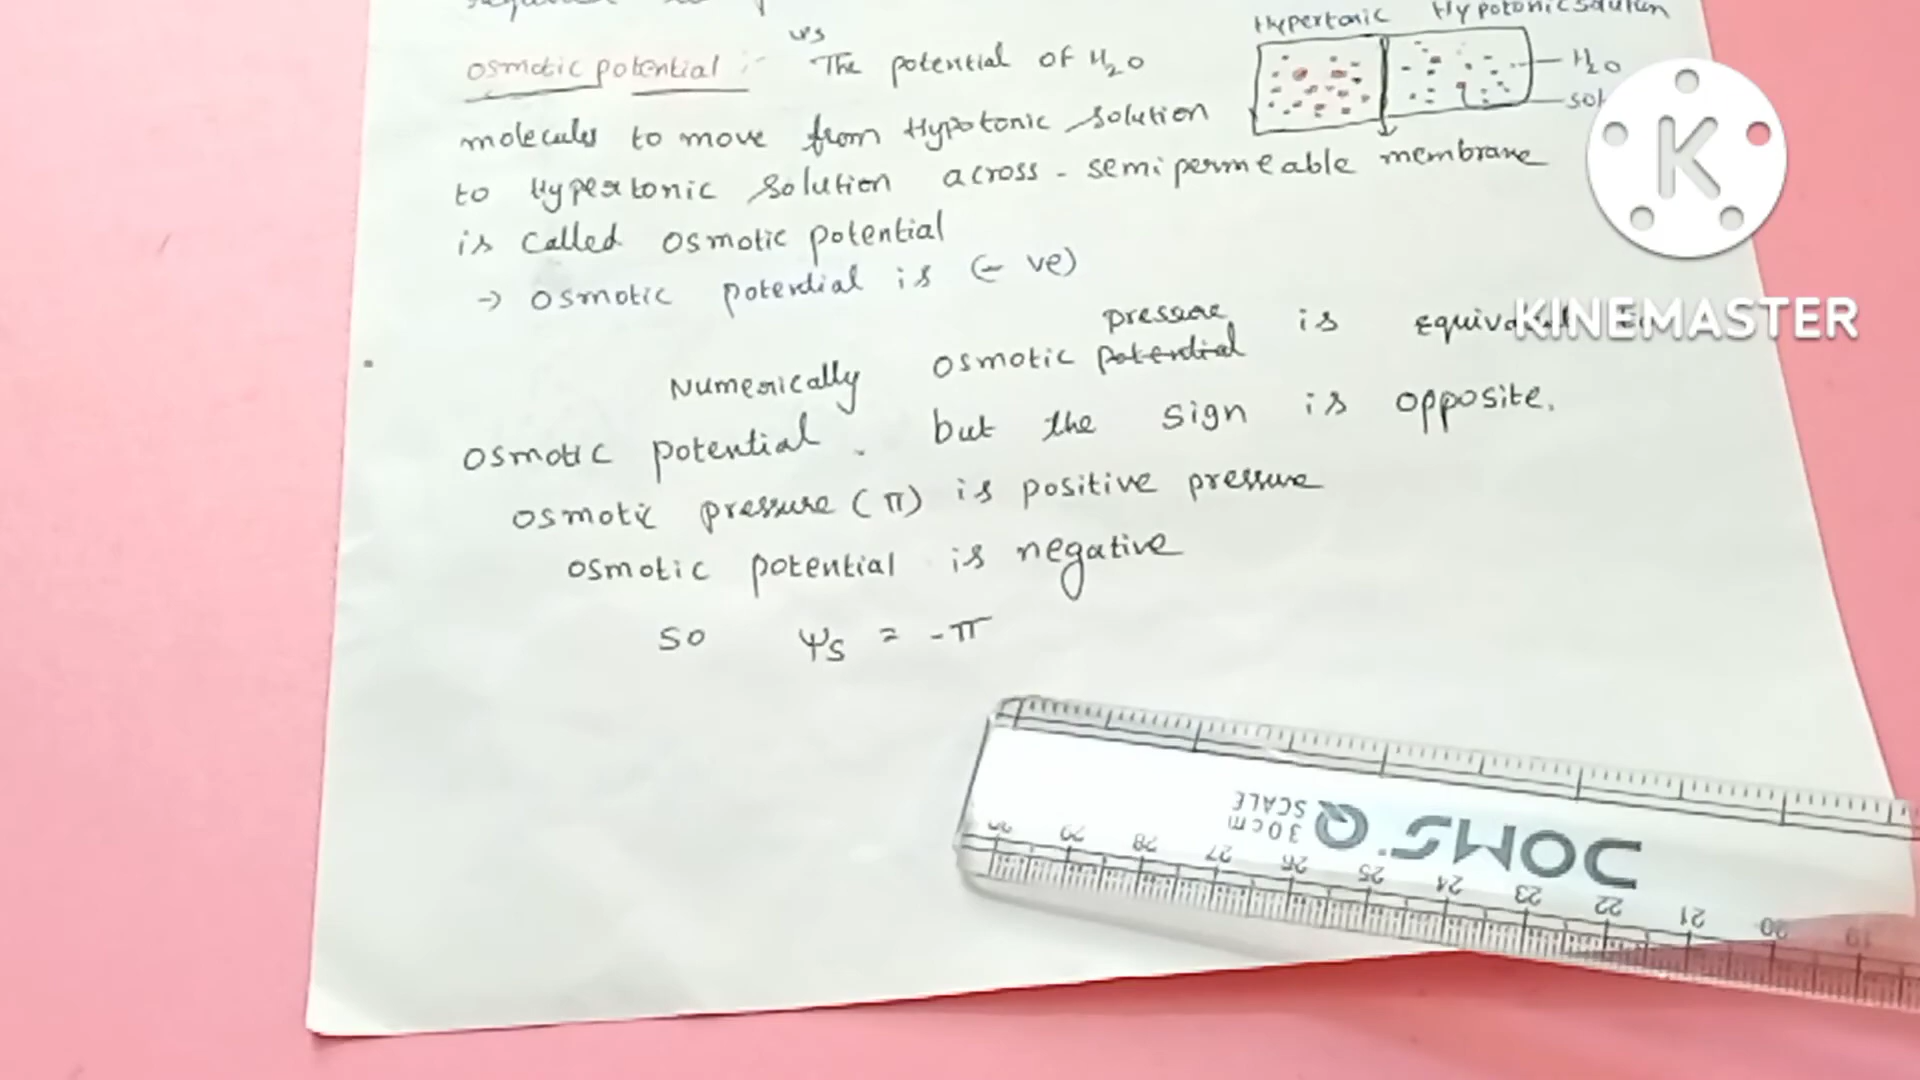 Hypertonic Hypotonic solution
ψs
osmotic potential :- The potential of H2O
H2O
molecules to move from Hypotonic solution
to Hypertonic solution across - semipermeable membrane
is called osmotic potential
→ osmotic potential is (- ve)
pressure
Numerically osmotic potential is
osmotic potential. but the sign is opposite.
osmotic pressure (π) is positive pressure
osmotic potential is negative
so ψs = -π
K
KINEMASTER
DOMS Q
30cm
SCALE
30 29 28 27 26 25 24 23 22 21 20 19